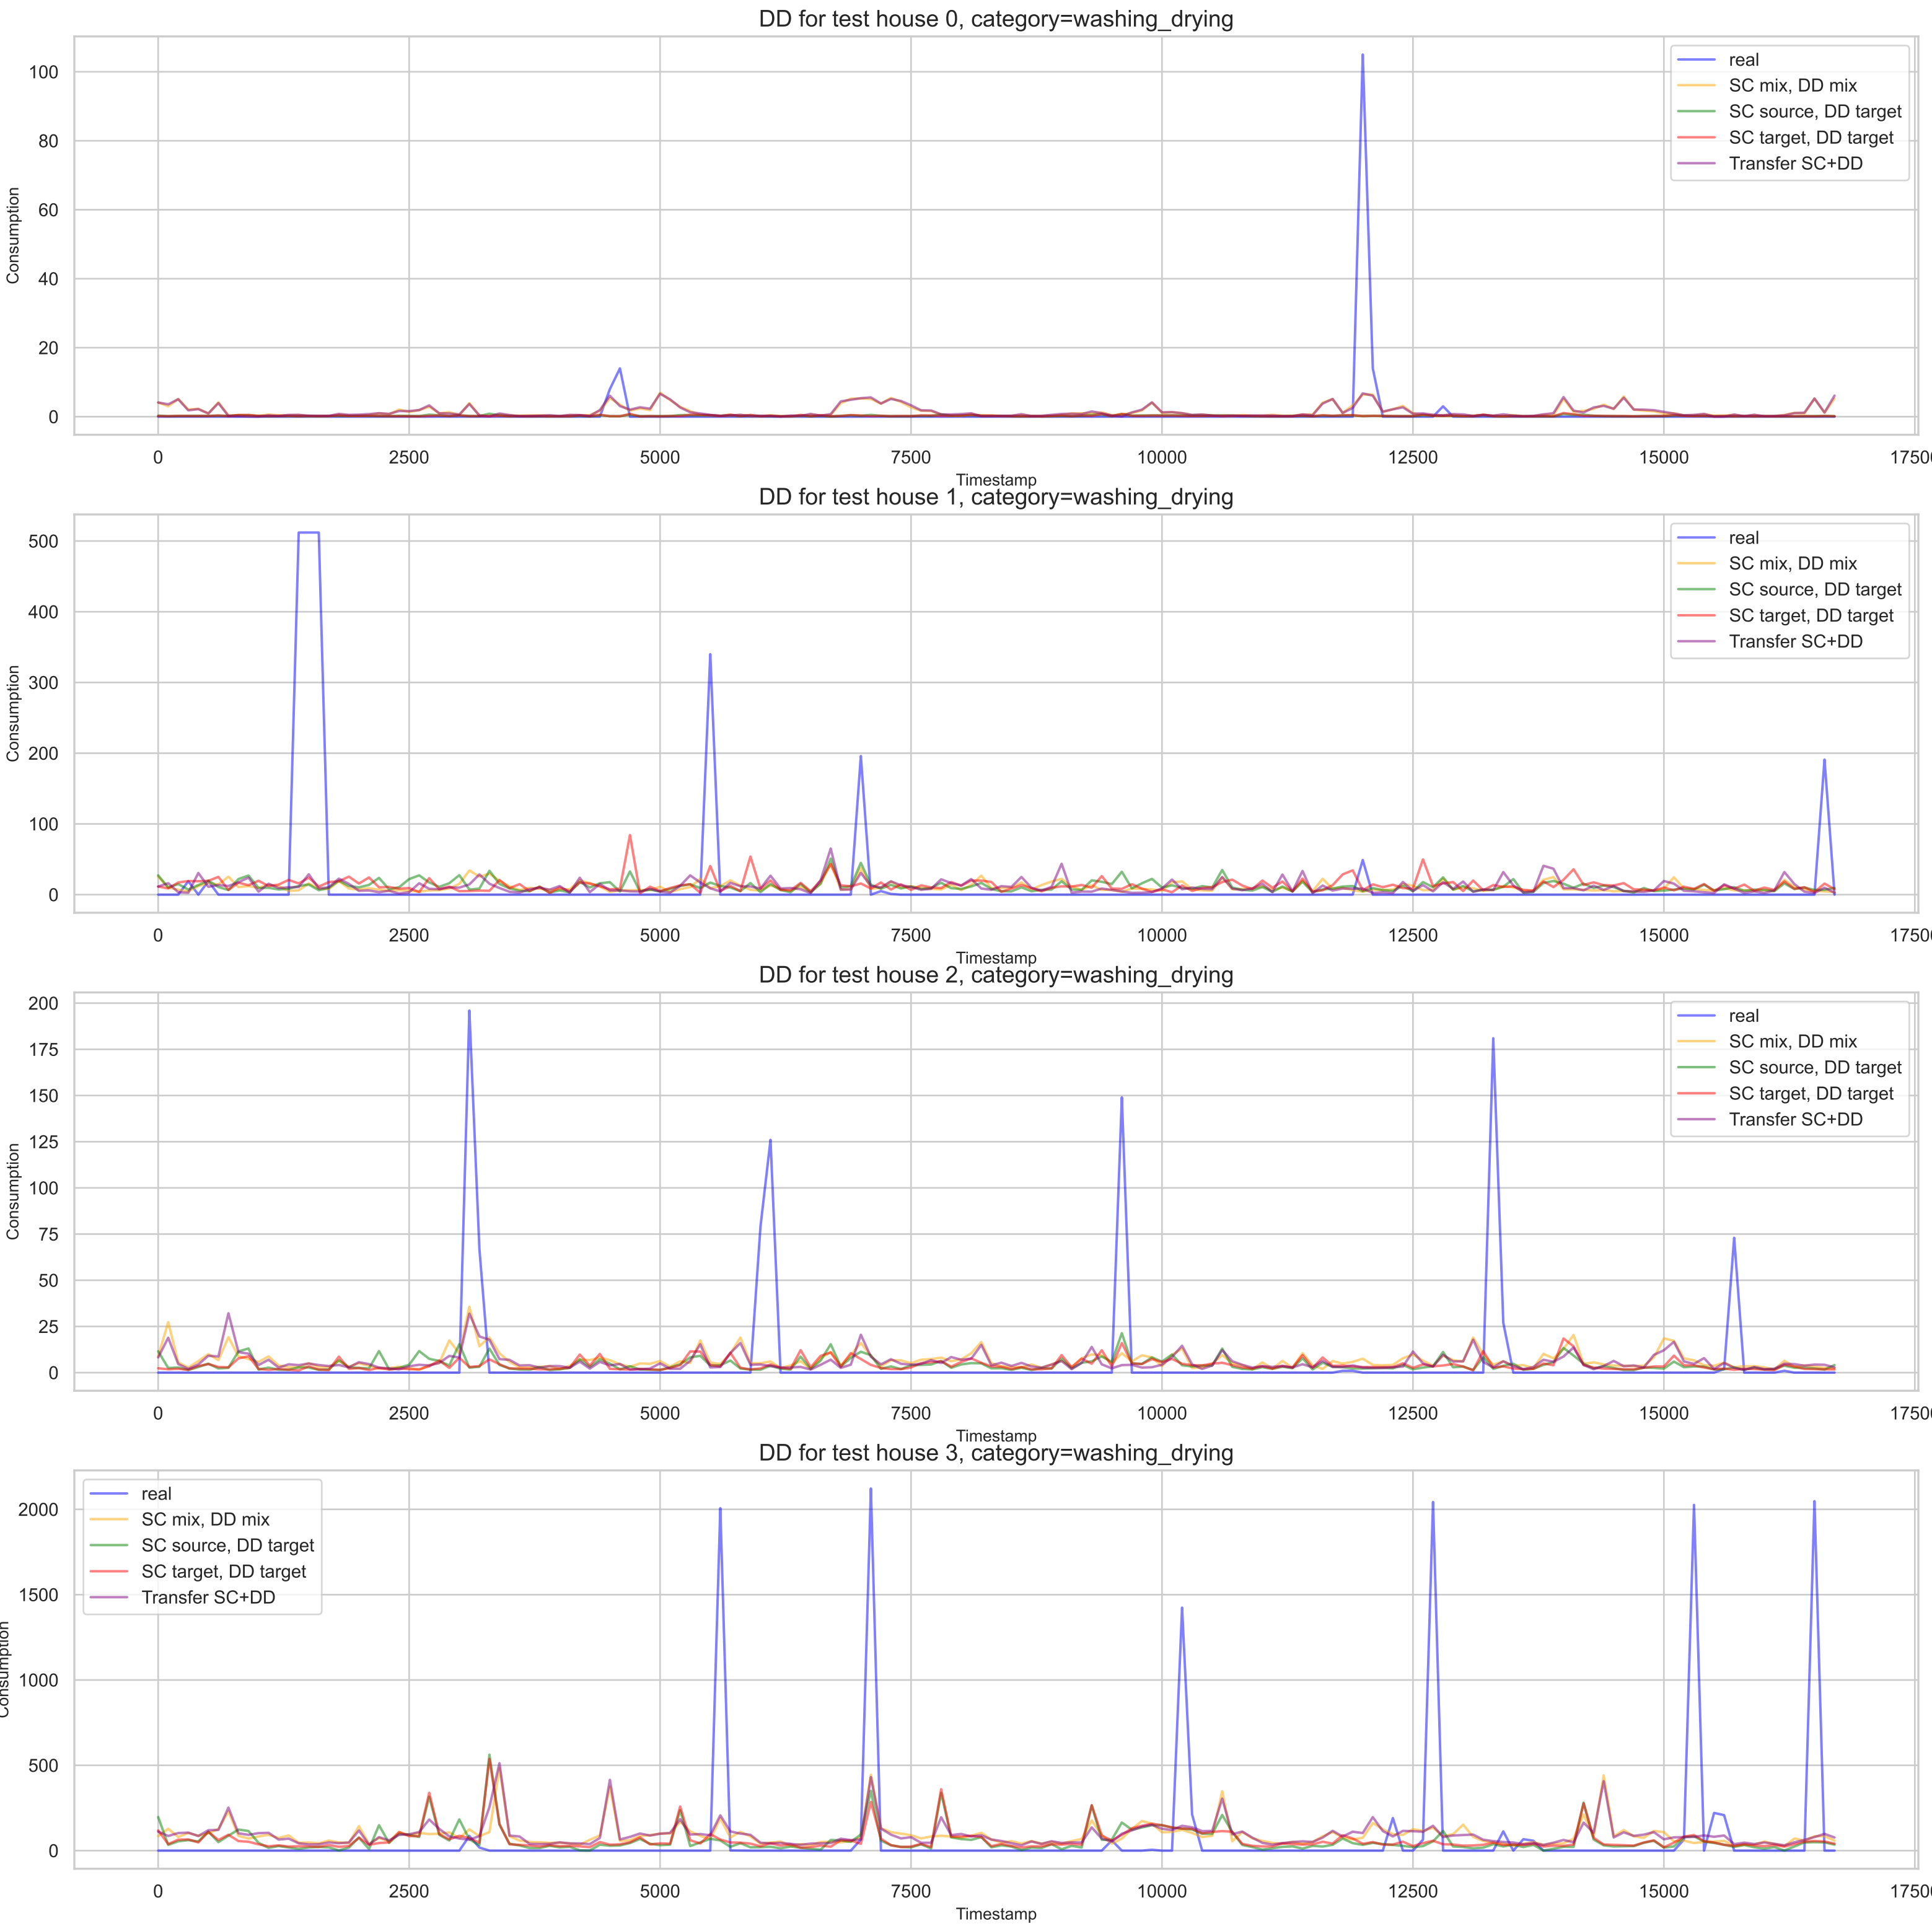 DD for test house 0, category=washing_drying
Consumption
100
80
60
40
20
0
real
SC mix, DD mix
SC source, DD target
SC target, DD target
Transfer SC+DD
0 2500 5000 7500 10000 12500 15000 1750
Timestamp
DD for test house 1, category=washing_drying
Consumption
500
400
300
200
100
0
real
SC mix, DD mix
SC source, DD target
SC target, DD target
Transfer SC+DD
0 2500 5000 7500 10000 12500 15000 1750
Timestamp
DD for test house 2, category=washing_drying
Consumption
200
175
150
125
100
75
50
25
0
real
SC mix, DD mix
SC source, DD target
SC target, DD target
Transfer SC+DD
0 2500 5000 7500 10000 12500 15000 1750
Timestamp
DD for test house 3, category=washing_drying
Consumption
2000
1500
1000
500
0
real
SC mix, DD mix
SC source, DD target
SC target, DD target
Transfer SC+DD
0 2500 5000 7500 10000 12500 15000 1750
Timestamp